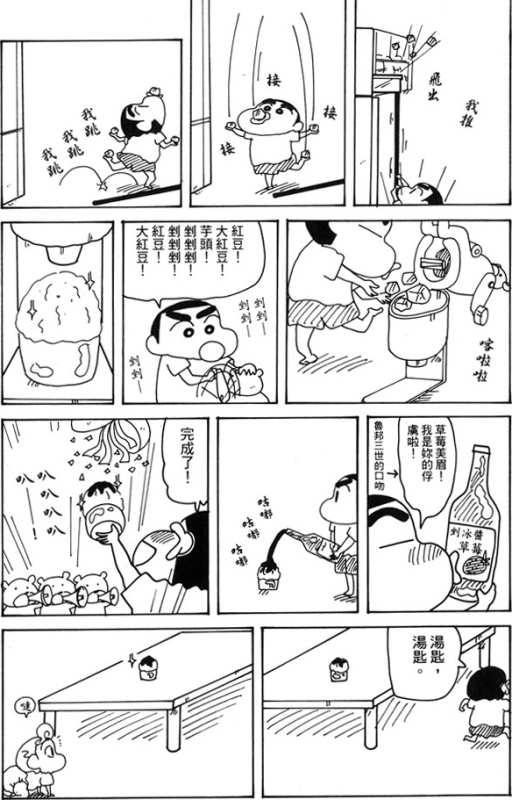 我投
飛出
接
接
接
我跳
我跳
我跳
喀啦啦
紅豆！
大紅豆！
芋頭！
剉剉剉！
剉剉剉！
紅豆！
大紅豆！
剉剉—
剉剉—
剉剉—
草莓美眉！
我是妳的俘
虜啦！
魯邦三世的口吻→
剉冰醬
草莓
咕嘟
咕嘟
咕嘟
完成了！
叭叭叭叭叭
湯匙，
湯匙。